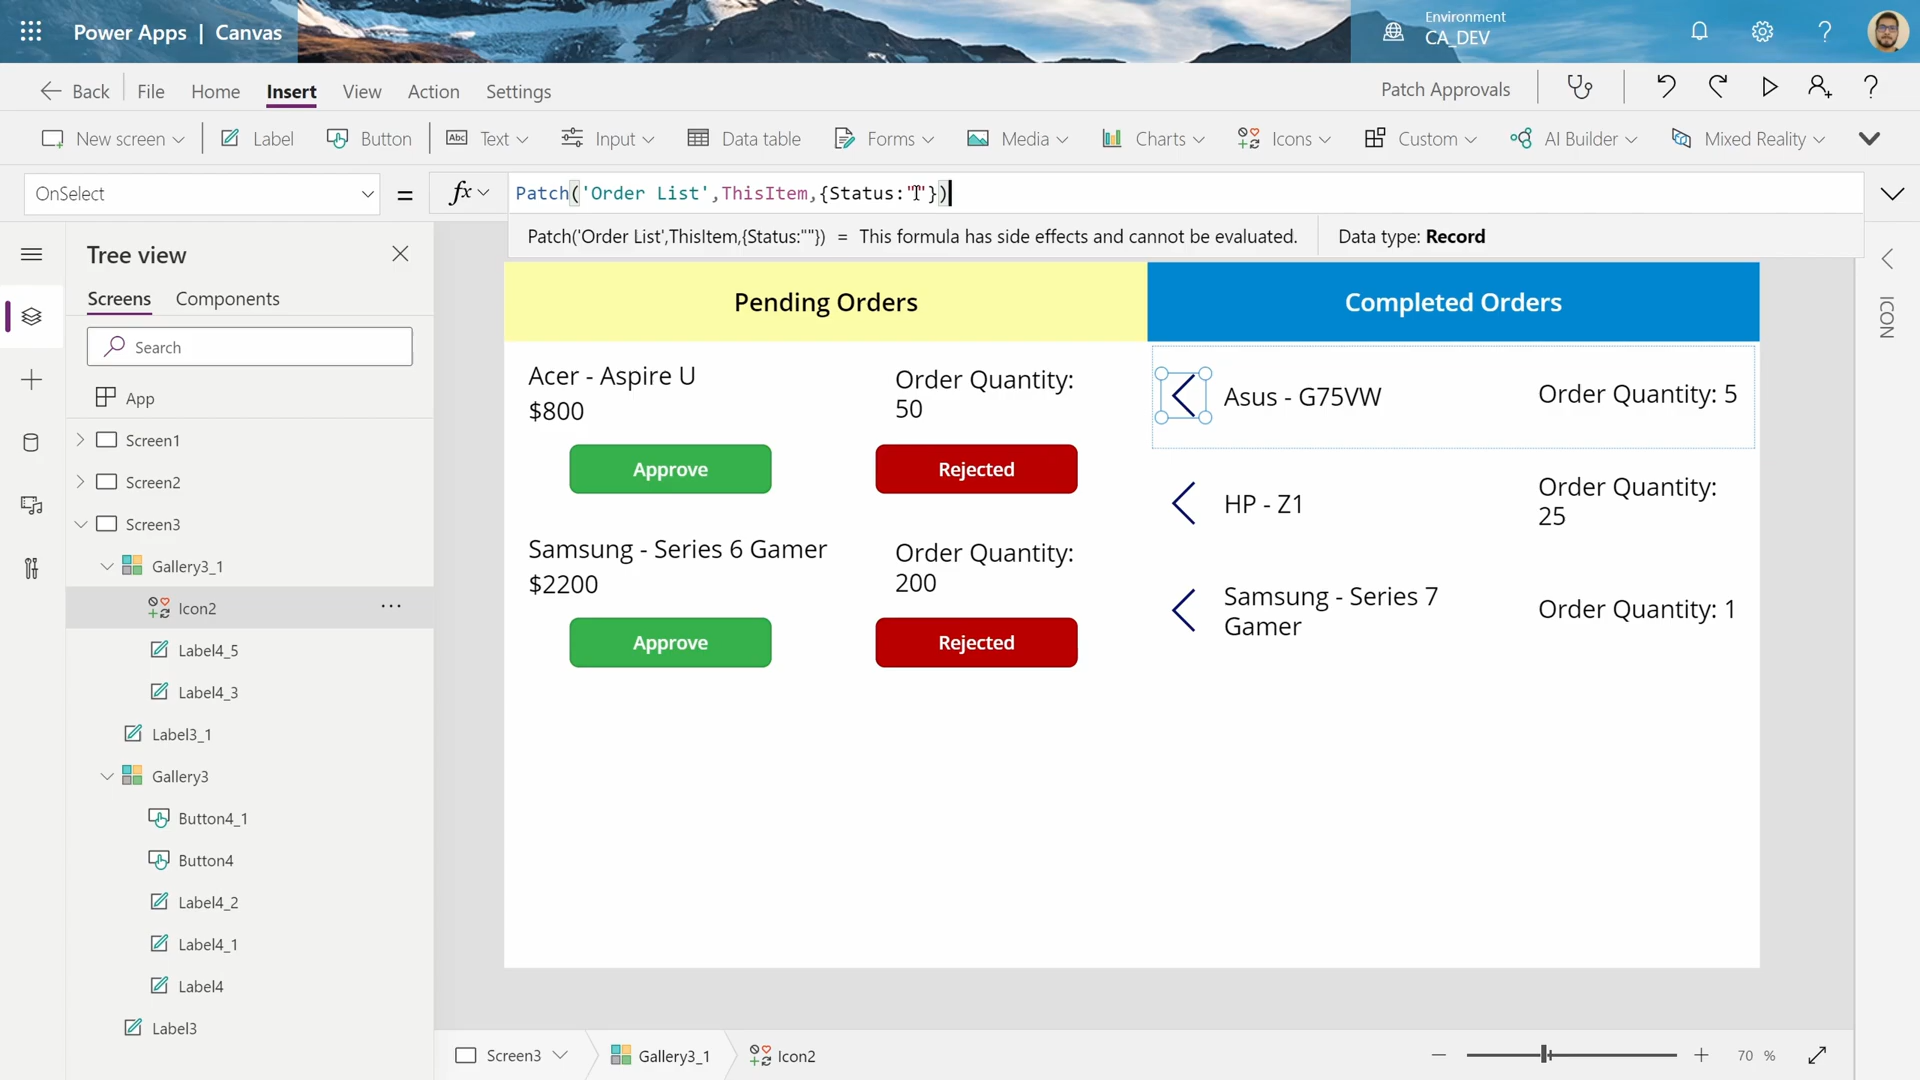 Power Apps | Canvas
Environment
CA_DEV
Back
File
Home
Insert
View
Action
Settings
Patch Approvals
New screen
Label
Button
Abc Text
Input
Data table
Forms
Media
Charts
Icons
Custom
AI Builder
Mixed Reality
OnSelect
=
fx
Patch('Order List',ThisItem,{Status:""})
Patch('Order List',ThisItem,{Status:""}) = This formula has side effects and cannot be evaluated.
Data type: Record
Tree view
Screens
Components
Search
App
Screen1
Screen2
Screen3
Gallery3_1
Icon2
Label4_5
Label4_3
Label3_1
Gallery3
Button4_1
Button4
Label4_2
Label4_1
Label4
Label3
Pending Orders
Acer - Aspire U
$800
Order Quantity:
50
Approve
Rejected
Samsung - Series 6 Gamer
$2200
Order Quantity:
200
Approve
Rejected
Completed Orders
Asus - G75VW
Order Quantity: 5
HP - Z1
Order Quantity:
25
Samsung - Series 7
Gamer
Order Quantity: 1
ICON
Screen3
Gallery3_1
Icon2
70 %